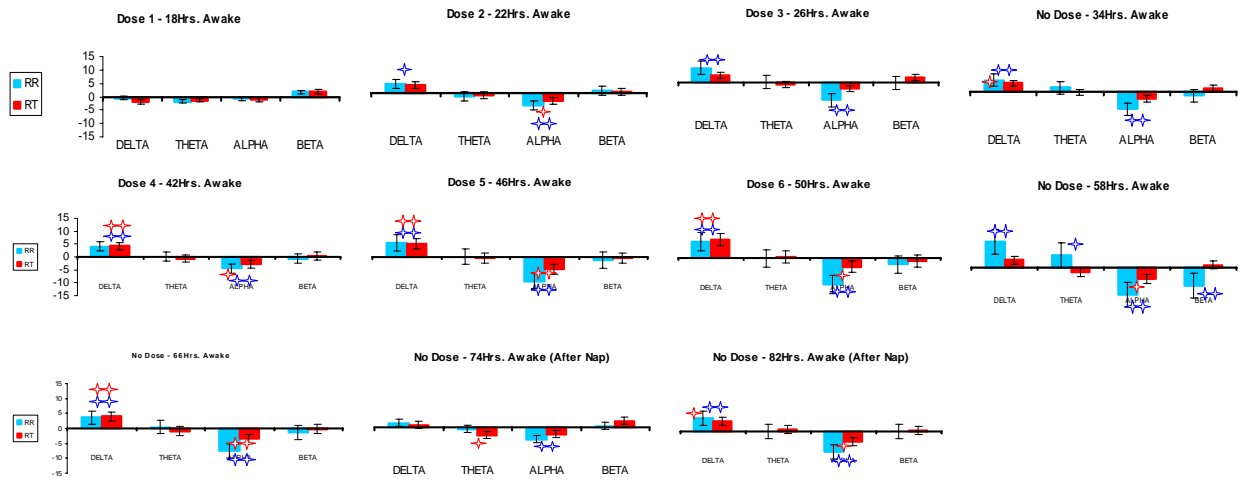 Dose 1 - 18Hrs. Awake
Dose 2 - 22Hrs. Awake
Dose 3 - 26Hrs. Awake
No Dose - 34Hrs. Awake
RR
RT
15
10
5
0
-5
-10
-15
DELTA THETA ALPHA BETA
DELTA THETA ALPHA BETA
DELTA THETA ALPHA BETA
DELTA THETA ALPHA BETA
Dose 4 - 42Hrs. Awake
Dose 5 - 46Hrs. Awake
Dose 6 - 50Hrs. Awake
No Dose - 58Hrs. Awake
RR
RT
15
10
5
0
-5
-10
-15
DELTA THETA ALPHA BETA
DELTA THETA ALPHA BETA
DELTA THETA ALPHA BETA
DELTA THETA ALPHA BETA
No Dose - 66Hrs. Awake
No Dose - 74Hrs. Awake (After Nap)
No Dose - 82Hrs. Awake (After Nap)
RR
RT
15
10
5
0
-5
-10
-15
DELTA THETA ALPHA BETA
DELTA THETA ALPHA BETA
DELTA THETA ALPHA BETA